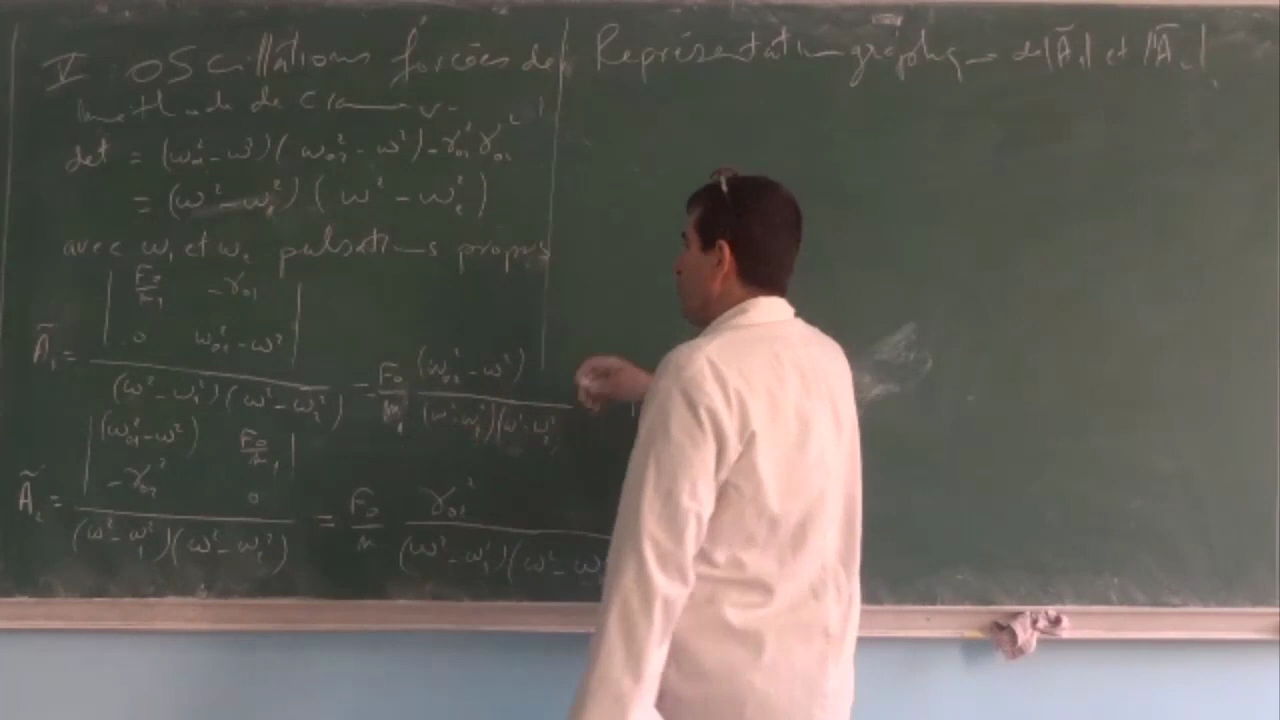 V. Oscillations forcées de
méthode de Cramer
det = (ω₀₁² - ω²)(ω₀₂² - ω²) - γ₀₁² γ₀₂²
= (ω² - ω₁²)(ω² - ω₂²)
avec ω₁ et ω₂ pulsations propres
Ã₁ = | F₀/m₁ -γ₀₁ ; 0 ω₀₂² - ω² | / (ω² - ω₁²)(ω² - ω₂²) = F₀/m₁ (ω₀₂² - ω²) / (ω² - ω₁²)(ω² - ω₂²)
Ã₂ = | (ω₀₁² - ω²) F₀/m₁ ; -γ₀₂² 0 | / (ω² - ω₁²)(ω² - ω₂²) = F₀/m γ₀₂² / (ω² - ω₁²)(ω² - ω
Représentation graphique de |Ã₁| et |Ã₂|